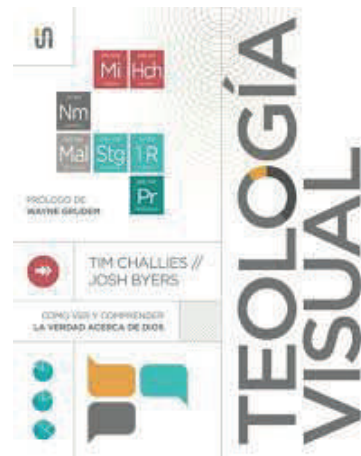 Mi Hch
Nm
Mal Stg 1R
Pr
PRÓLOGO DE
WAYNE GRUDEM
TIM CHALLIES //
JOSH BYERS
CÓMO VER Y COMPRENDER
LA VERDAD ACERCA DE DIOS
TEOLOGÍA
VISUAL